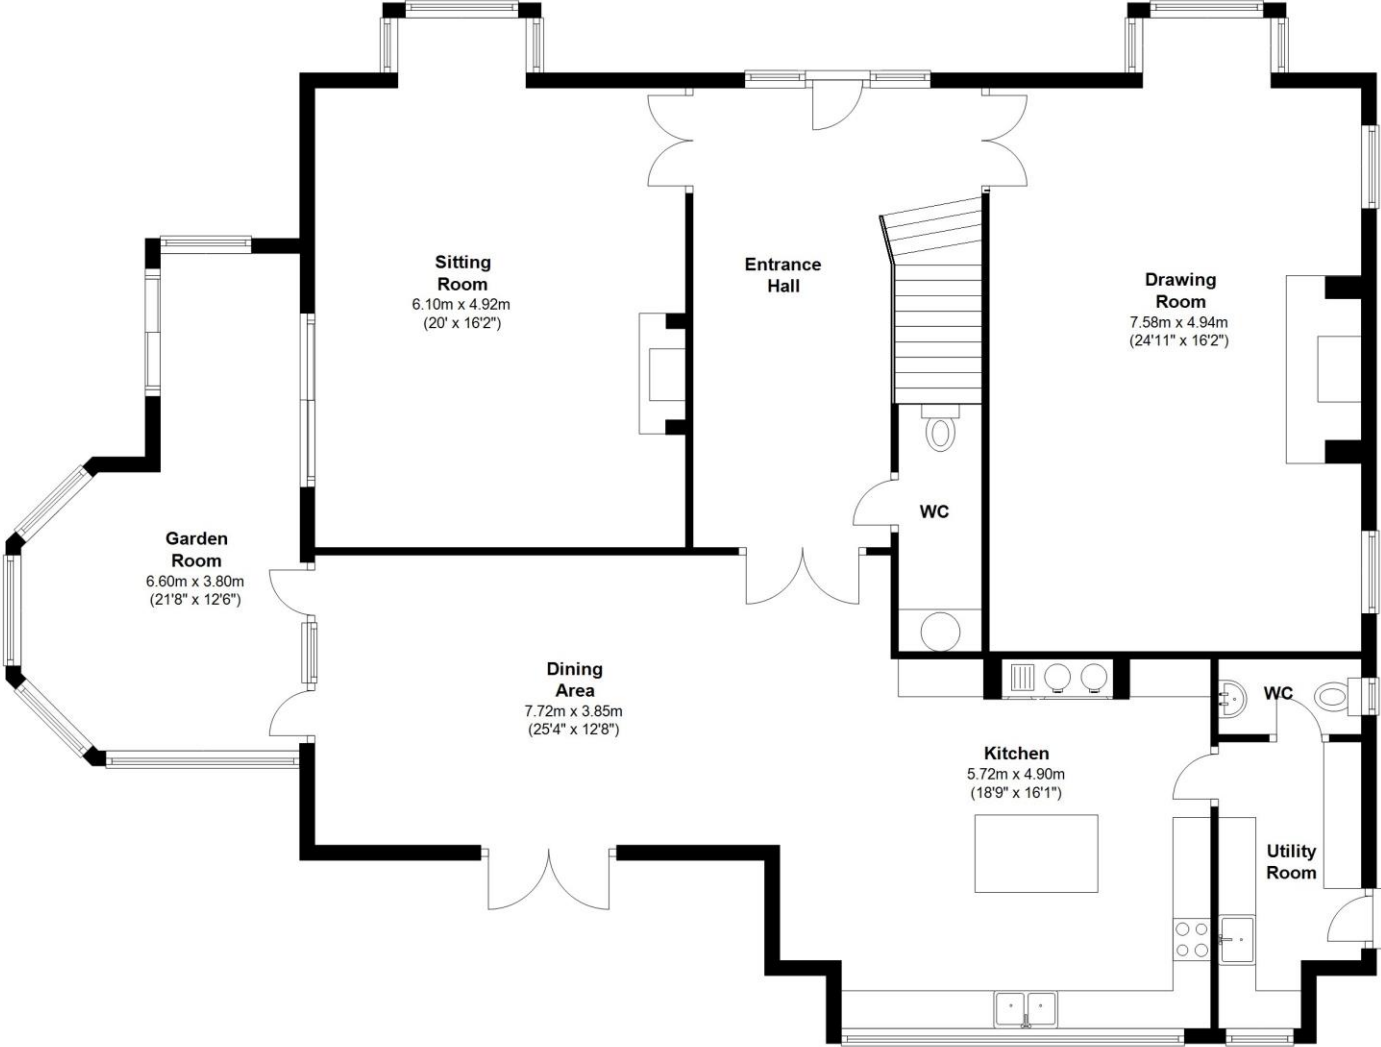 Sitting
Room
6.10m x 4.92m
(20' x 16'2")
Entrance
Hall
Drawing
Room
7.58m x 4.94m
(24'11" x 16'2")
Garden
Room
6.60m x 3.80m
(21'8" x 12'6")
WC
Dining
Area
7.72m x 3.85m
(25'4" x 12'8")
WC
Kitchen
5.72m x 4.90m
(18'9" x 16'1")
Utility
Room